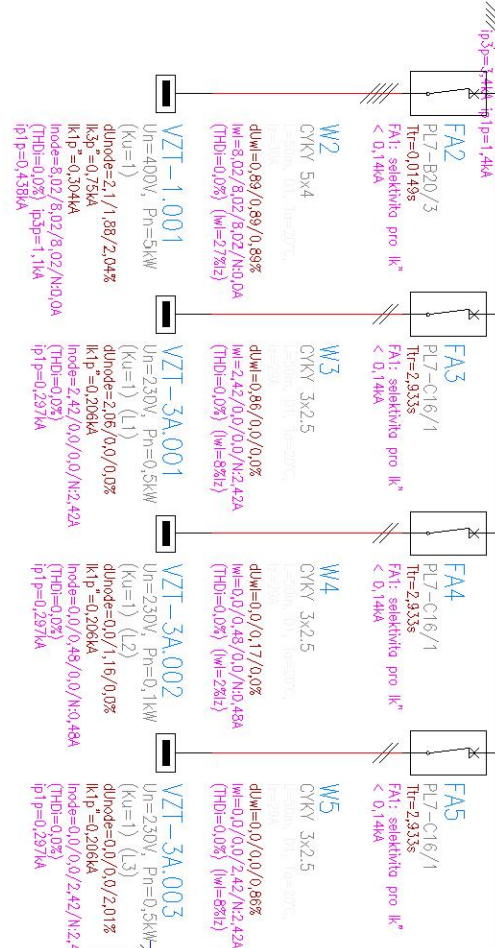 ip3p=3,4kA ip1p=1,4kA
FA2
PL7-B20/3
Ttr=0,0149s
FA1: selektivita pro Ik"
< 0,14kA
W2
CYKY 5x4
dUwl=0,89/0,89/0,89%
Iwl=8,02/8,02/8,02/N:0,0A
(THDi=0,0%) (Iwl=27%Iz)
VZT-1.001
Un=400V, Pn=5kW
(Ku=1)
dUnode=2,1/1,88/2,04%
Ik3p"=0,75kA
Ik1p"=0,304kA
Inode=8,02/8,02/8,02/N:0,0A
(THDi=0,0%) ip3p=1,1kA
ip1p=0,438kA
FA3
PL7-C16/1
Ttr=2,933s
FA1: selektivita pro Ik"
< 0,14kA
W3
CYKY 3x2.5
dUwl=0,86/0,0/0,0%
Iwl=2,42/0,0/0,0/N:2,42A
(THDi=0,0%) (Iwl=8%Iz)
VZT-3A.001
Un=230V, Pn=0,5kW
(Ku=1) (L1)
dUnode=2,06/0,0/0,0%
Ik1p"=0,206kA
Inode=2,42/0,0/0,0/N:2,42A
(THDi=0,0%)
ip1p=0,297kA
FA4
PL7-C16/1
Ttr=2,933s
FA1: selektivita pro Ik"
< 0,14kA
W4
CYKY 3x2.5
dUwl=0,0/0,17/0,0%
Iwl=0,0/0,48/0,0/N:0,48A
(THDi=0,0%) (Iwl=2%Iz)
VZT-3A.002
Un=230V, Pn=0,1kW
(Ku=1) (L2)
dUnode=0,0/1,16/0,0%
Ik1p"=0,206kA
Inode=0,0/0,48/0,0/N:0,48A
(THDi=0,0%)
ip1p=0,297kA
FA5
PL7-C16/1
Ttr=2,933s
FA1: selektivita pro Ik"
< 0,14kA
W5
CYKY 3x2.5
dUwl=0,0/0,0/0,86%
Iwl=0,0/0,0/2,42/N:2,42A
(THDi=0,0%) (Iwl=8%Iz)
VZT-3A.003
Un=230V, Pn=0,5kW
(Ku=1) (L3)
dUnode=0,0/0,0/2,01%
Ik1p"=0,206kA
Inode=0,0/0,0/2,42/N:2,4
(THDi=0,0%)
ip1p=0,297kA